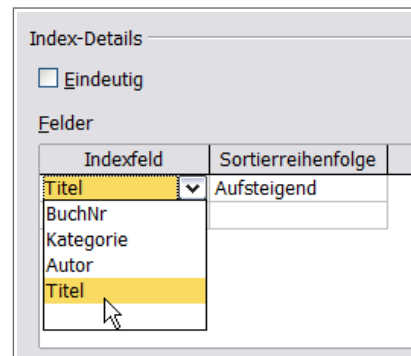 Index-Details
Eindeutig
Felder
Indexfeld Sortierreihenfolge
Titel Aufsteigend
BuchNr
Kategorie
Autor
Titel